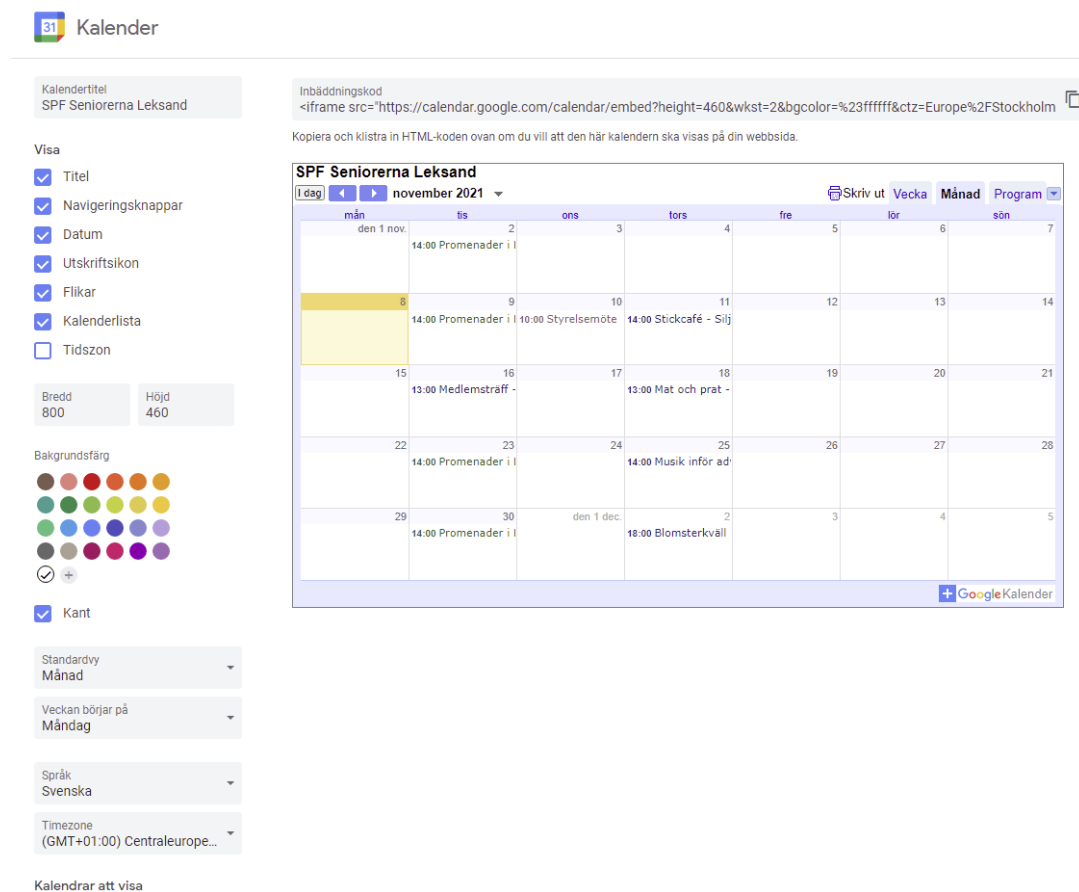 31 Kalender
Kalendertitel
SPF Seniorerna Leksand
Visa
Titel
Navigeringsknappar
Datum
Utskriftsikon
Flikar
Kalenderlista
Tidszon
Bredd
800
Höjd
460
Bakgrundsfärg
+
Kant
Standardvy
Månad
Veckan börjar på
Måndag
Språk
Svenska
Timezone
(GMT+01:00) Centraleurope...
Kalendrar att visa
Inbäddningskod
<iframe src="https://calendar.google.com/calendar/embed?height=460&wkst=2&bgcolor=%23ffffff&ctz=Europe%2FStockholm
Kopiera och klistra in HTML-koden ovan om du vill att den här kalendern ska visas på din webbsida.
SPF Seniorerna Leksand
I dag november 2021 Skriv ut Vecka Månad Program
mån tis ons tors fre lör sön
den 1 nov. 2 3 4 5 6 7
14:00 Promenader i l
8 9 10 11 12 13 14
14:00 Promenader i l 10:00 Styrelsemöte 14:00 Stickcafé - Silj
15 16 17 18 19 20 21
13:00 Medlemsträff - 13:00 Mat och prat -
22 23 24 25 26 27 28
14:00 Promenader i l 14:00 Musik inför ad
29 30 den 1 dec. 2 3 4 5
14:00 Promenader i l 18:00 Blomsterkväll
+ Google Kalender